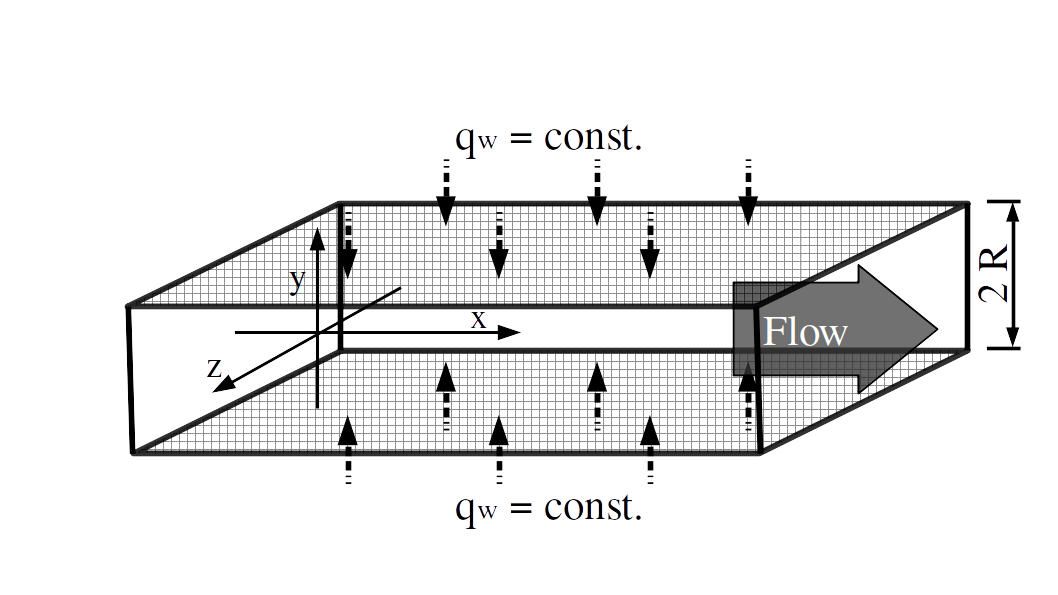 qw = const.
y
x
z
Flow
2 R
qw = const.